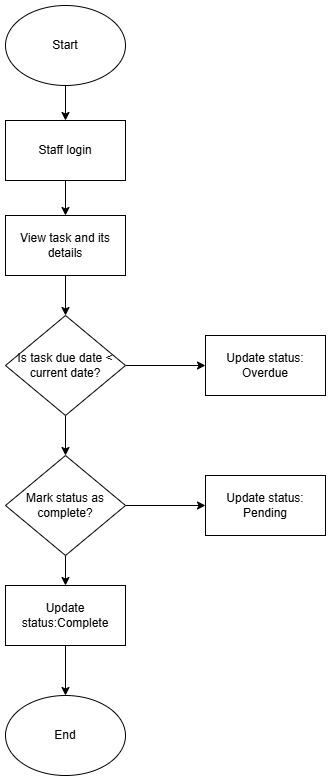 Start
Staff login
View task and its
details
Is task due date <
current date?
Update status:
Overdue
Mark status as
complete?
Update status:
Pending
Update
status:Complete
End